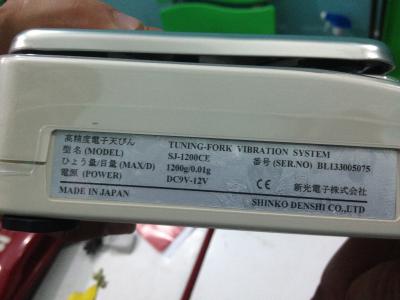 高精度電子天びん TUNING-FORK VIBRATION SYSTEM
型名 (MODEL) SJ-1200CE 番号 (SER.NO) BL133005075
ひょう量/目量 (MAX/D) 1200g/0.01g
電源 (POWER) DC9V-12V CE 新光電子株式会社
MADE IN JAPAN SHINKO DENSHI CO.,LTD